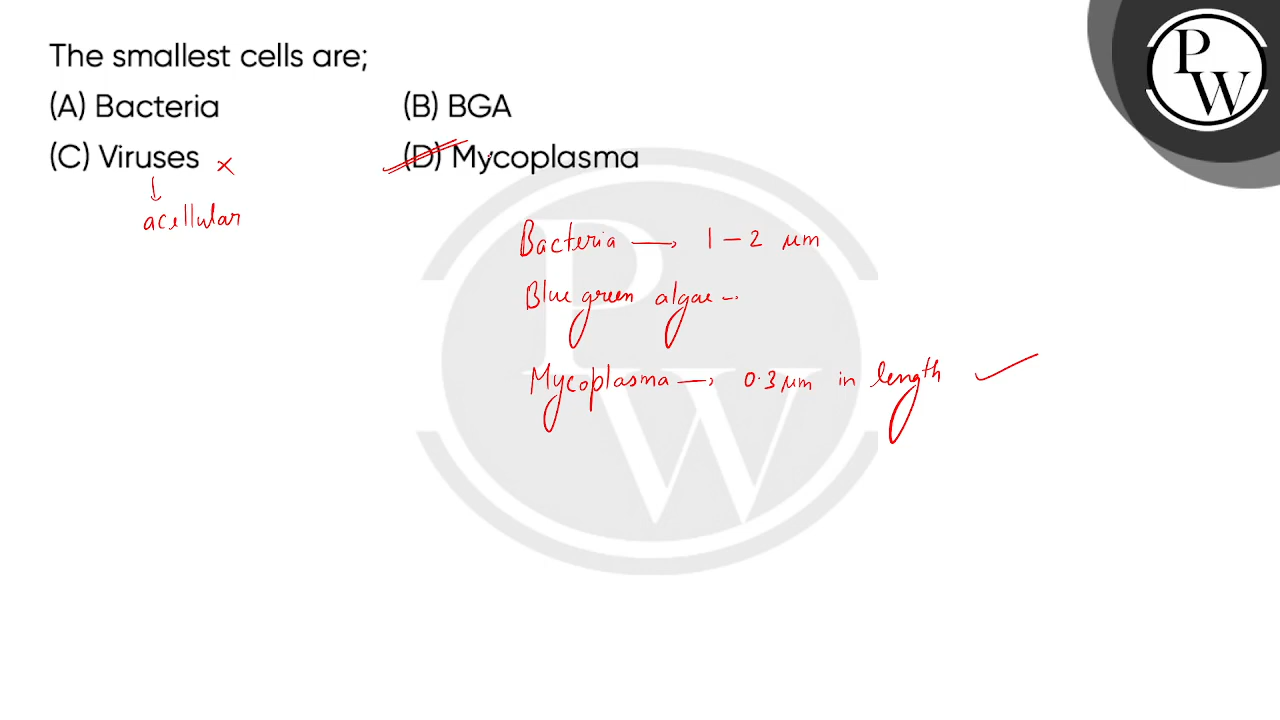 The smallest cells are;
(A) Bacteria (B) BGA
(C) Viruses × (D) Mycoplasma
↓
acellular
Bacteria → 1 – 2 μm
Blue green algae –
Mycoplasma → 0.3 μm in length ✓
P
W
P
W